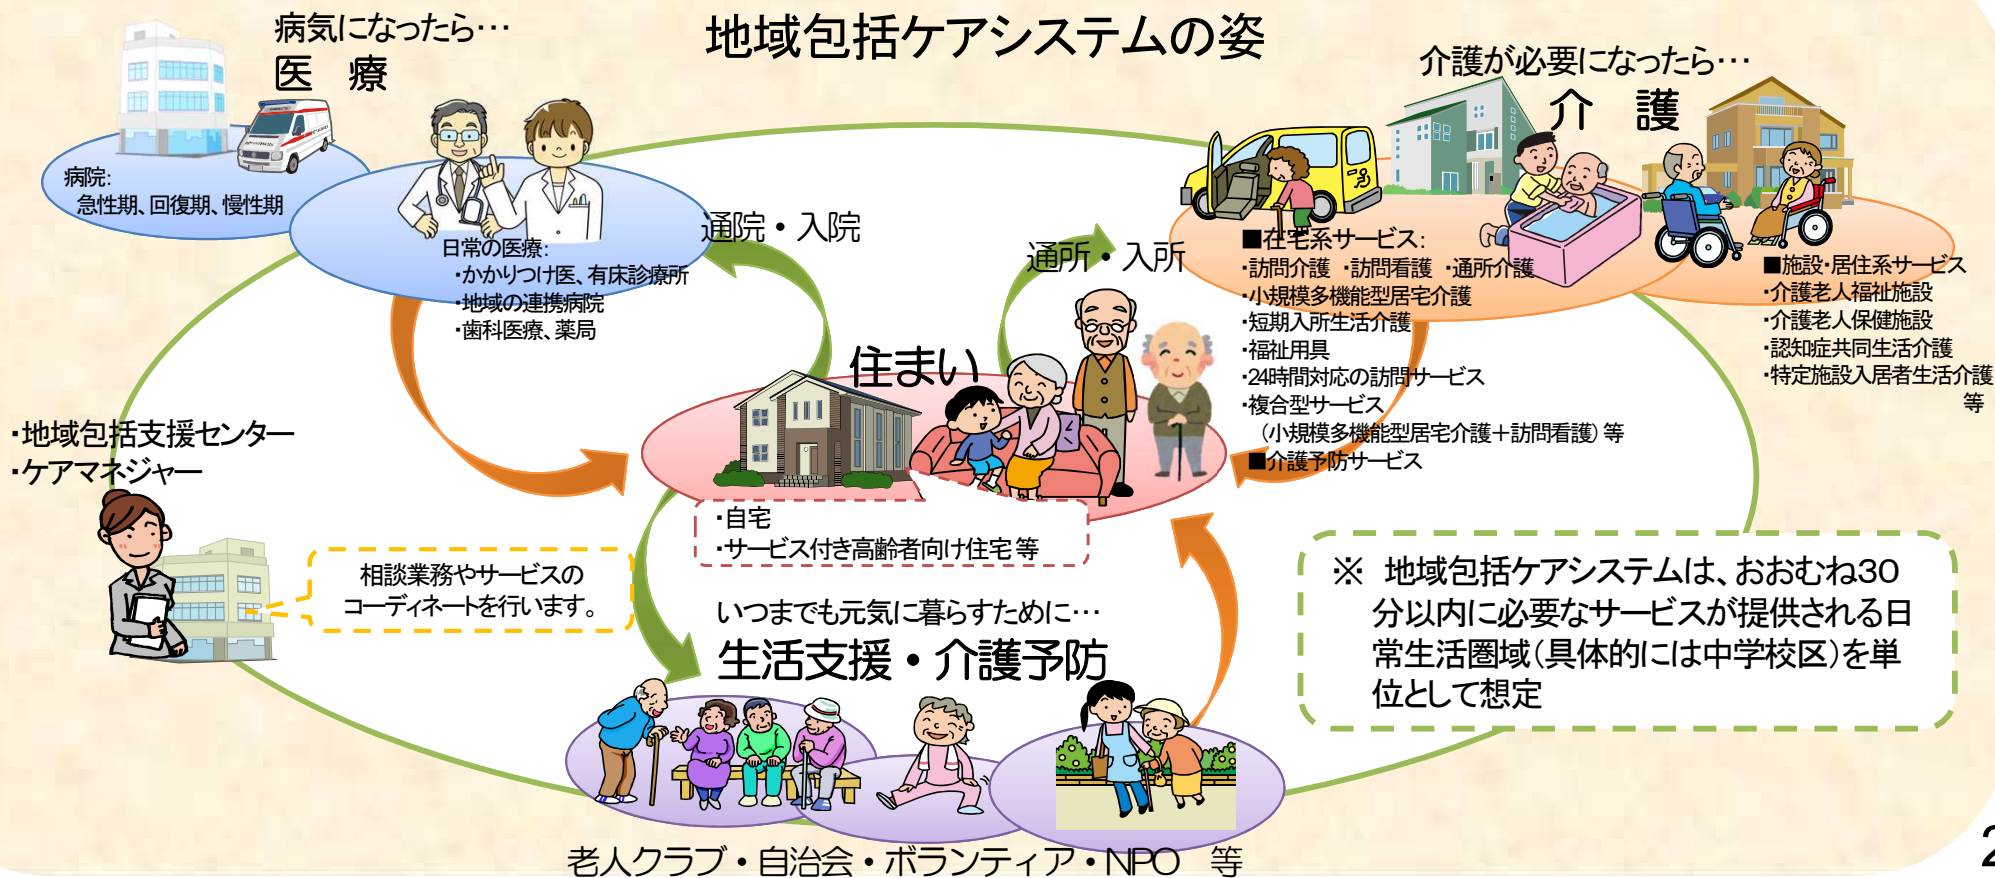 地域包括ケアシステムの姿
病気になったら…
医 療
病院:
急性期、回復期、慢性期
日常の医療:
・かかりつけ医、有床診療所
・地域の連携病院
・歯科医療、薬局
通院・入院
通所・入所
介護が必要になったら…
介 護
■在宅系サービス:
・訪問介護 ・訪問看護 ・通所介護
・小規模多機能型居宅介護
・短期入所生活介護
・福祉用具
・24時間対応の訪問サービス
・複合型サービス
(小規模多機能型居宅介護+訪問看護) 等
■介護予防サービス
■施設・居住系サービス
・介護老人福祉施設
・介護老人保健施設
・認知症共同生活介護
・特定施設入居者生活介護
等
住まい
・自宅
・サービス付き高齢者向け住宅 等
・地域包括支援センター
・ケアマネジャー
相談業務やサービスの
コーディネートを行います。
いつまでも元気に暮らすために…
生活支援・介護予防
老人クラブ・自治会・ボランティア・NPO 等
※ 地域包括ケアシステムは、おおむね30
分以内に必要なサービスが提供される日
常生活圏域(具体的には中学校区)を単
位として想定
2